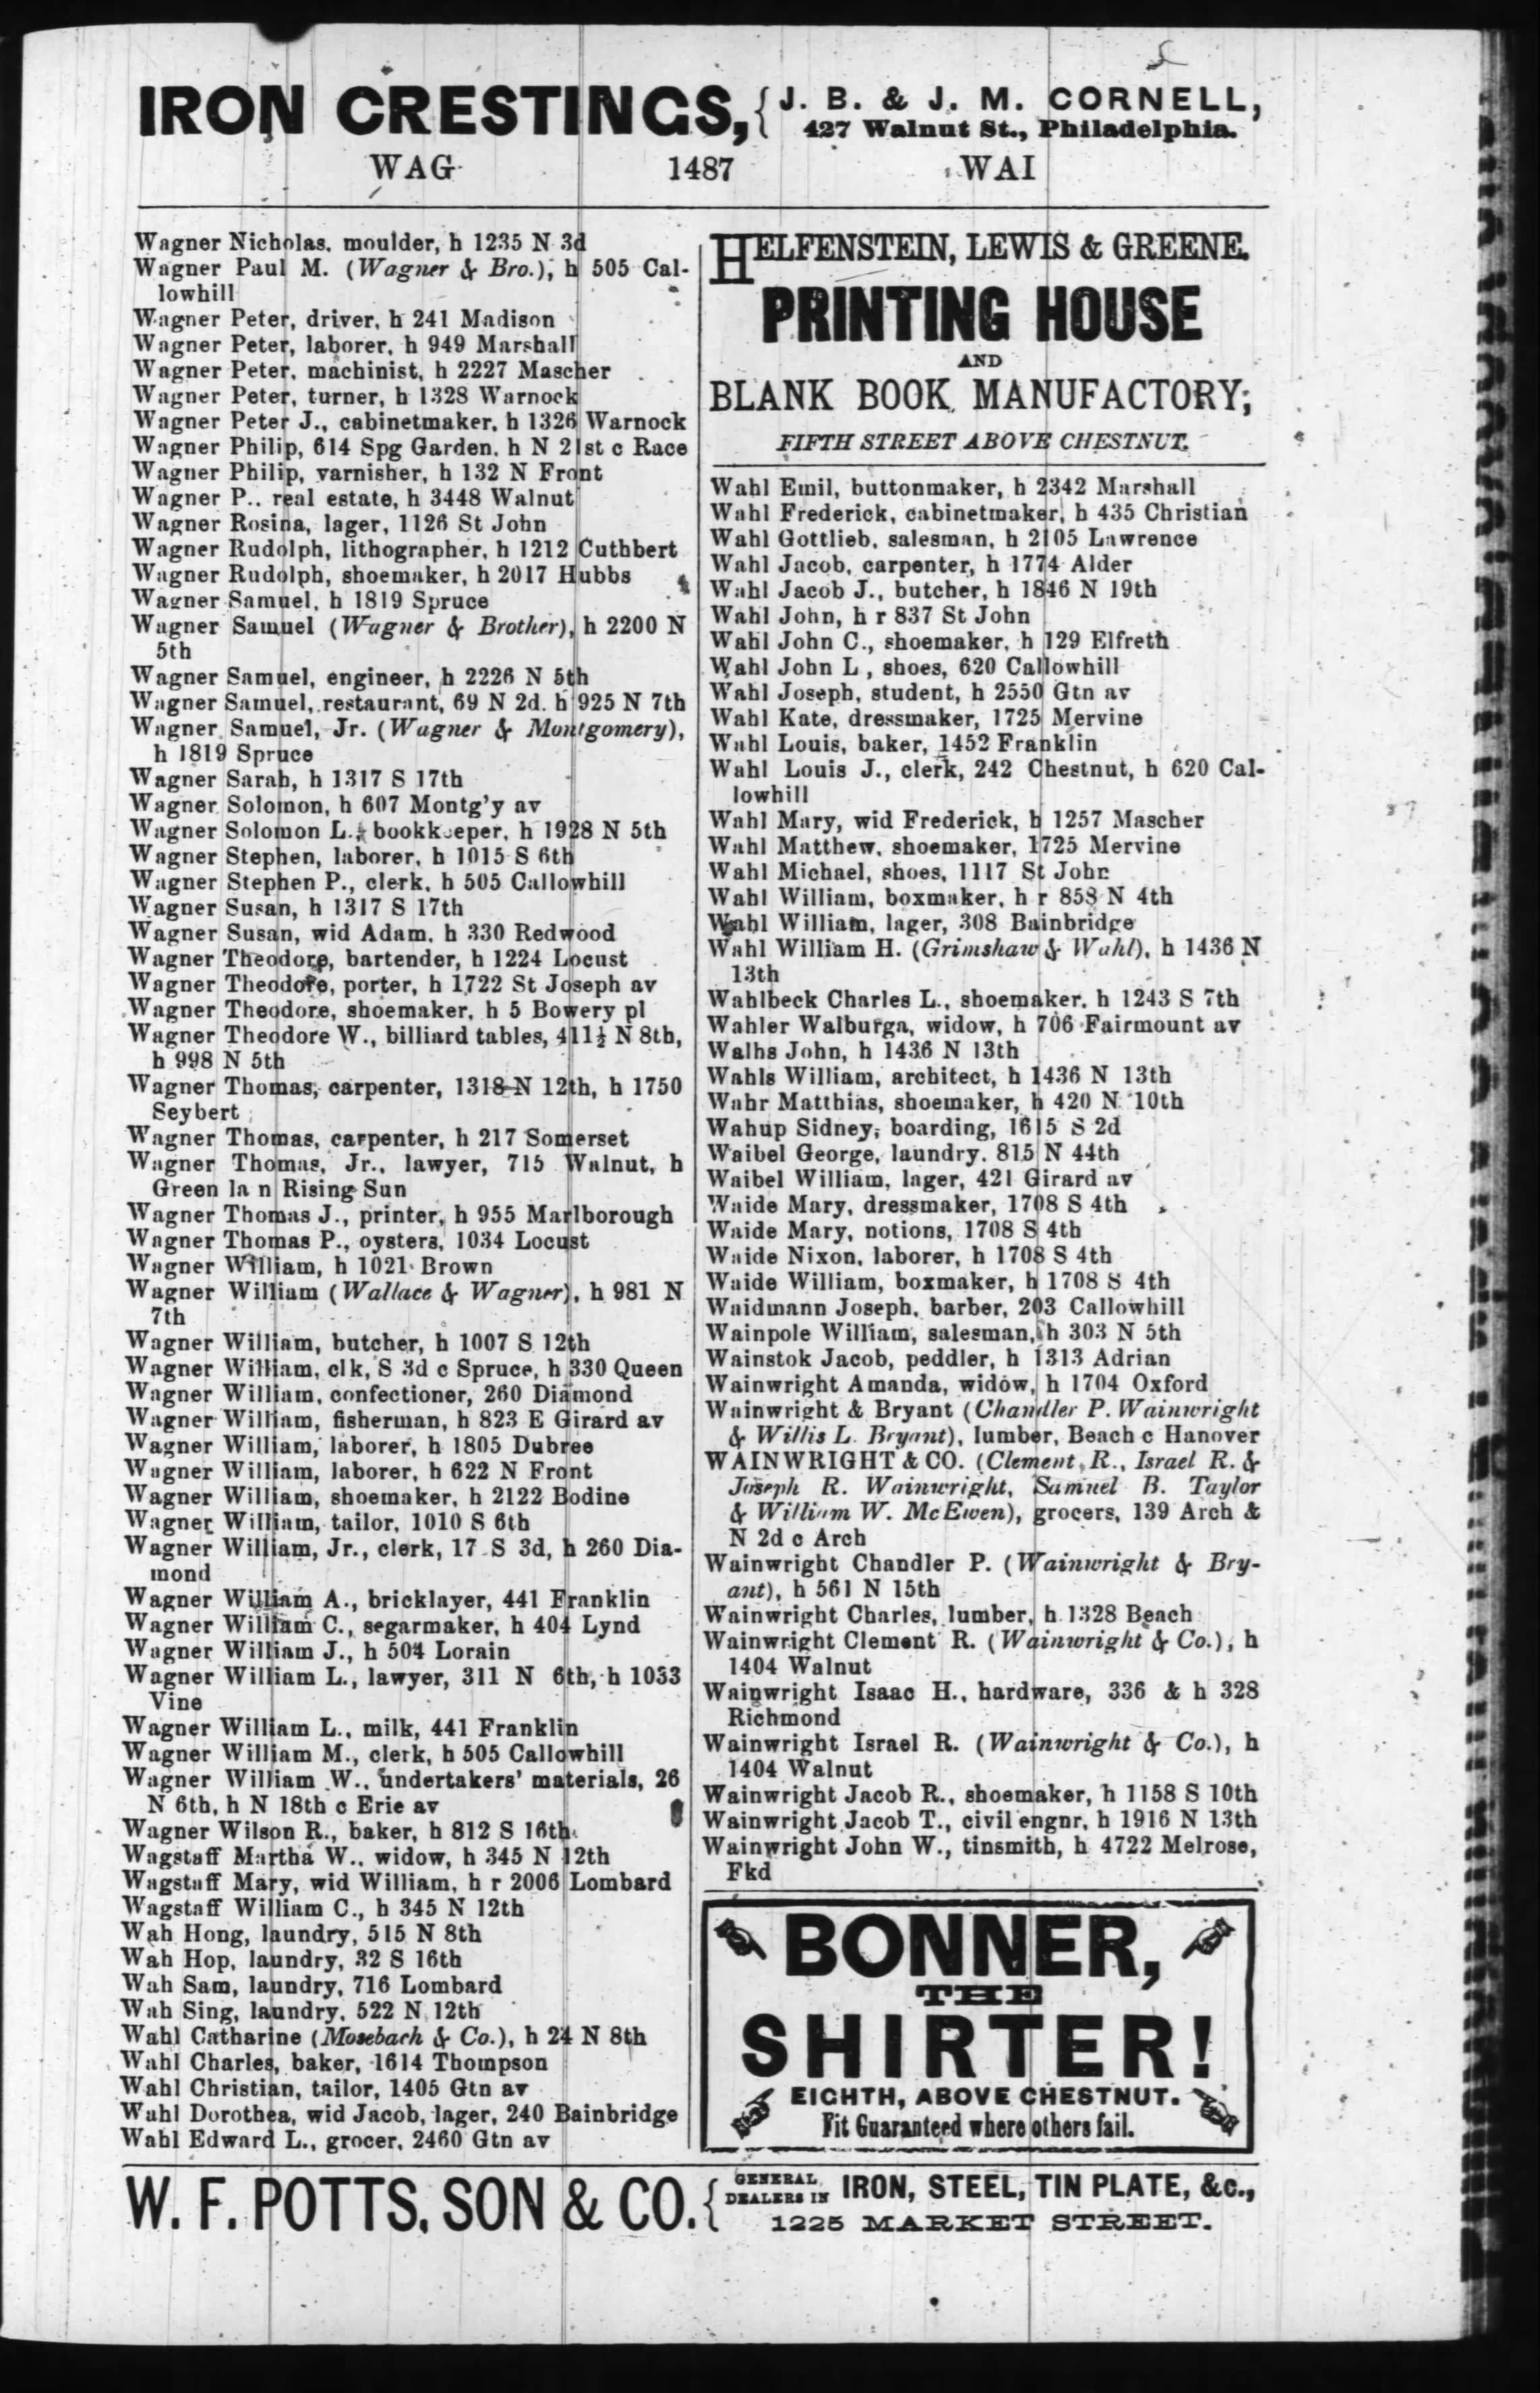 IRON CRESTINGS, { J. B. & J. M. CORNELL,
427 Walnut St., Philadelphia.
WAG 1487 WAI
Wagner Nicholas, moulder, h 1235 N 3d
Wagner Paul M. (Wagner & Bro.), h 505 Cal-
lowhill
Wagner Peter, driver, h 241 Madison
Wagner Peter, laborer, h 949 Marshall
Wagner Peter, machinist, h 2227 Mascher
Wagner Peter, turner, h 1328 Warnock
Wagner Peter J., cabinetmaker, h 1326 Warnock
Wagner Philip, 614 Spg Garden, h N 21st c Race
Wagner Philip, varnisher, h 132 N Front
Wagner P., real estate, h 3448 Walnut
Wagner Rosina, lager, 1126 St John
Wagner Rudolph, lithographer, h 1212 Cuthbert
Wagner Rudolph, shoemaker, h 2017 Hubbs
Wagner Samuel, h 1819 Spruce
Wagner Samuel (Wagner & Brother), h 2200 N
5th
Wagner Samuel, engineer, h 2226 N 5th
Wagner Samuel, restaurant, 69 N 2d, h 925 N 7th
Wagner Samuel, Jr. (Wagner & Montgomery),
h 1819 Spruce
Wagner Sarah, h 1317 S 17th
Wagner Solomon, h 607 Montg'y av
Wagner Solomon L., bookkeeper, h 1928 N 5th
Wagner Stephen, laborer, h 1015 S 6th
Wagner Stephen P., clerk, h 505 Callowhill
Wagner Susan, h 1317 S 17th
Wagner Susan, wid Adam, h 330 Redwood
Wagner Theodore, bartender, h 1224 Locust
Wagner Theodore, porter, h 1722 St Joseph av
Wagner Theodore, shoemaker, h 5 Bowery pl
Wagner Theodore W., billiard tables, 411½ N 8th,
h 998 N 5th
Wagner Thomas, carpenter, 1318 N 12th, h 1750
Seybert
Wagner Thomas, carpenter, h 217 Somerset
Wagner Thomas, Jr., lawyer, 715 Walnut, h
Green la n Rising Sun
Wagner Thomas J., printer, h 955 Marlborough
Wagner Thomas P., oysters, 1034 Locust
Wagner William, h 1021 Brown
Wagner William (Wallace & Wagner), h 981 N
7th
Wagner William, butcher, h 1007 S 12th
Wagner William, clk, S 3d c Spruce, h 330 Queen
Wagner William, confectioner, 260 Diamond
Wagner William, fisherman, h 823 E Girard av
Wagner William, laborer, h 1805 Dubree
Wagner William, laborer, h 622 N Front
Wagner William, shoemaker, h 2122 Bodine
Wagner William, tailor, 1010 S 6th
Wagner William, Jr., clerk, 17 S 3d, h 260 Dia-
mond
Wagner William A., bricklayer, 441 Franklin
Wagner William C., segarmaker, h 404 Lynd
Wagner William J., h 504 Lorain
Wagner William L., lawyer, 311 N 6th, h 1033
Vine
Wagner William L., milk, 441 Franklin
Wagner William M., clerk, h 505 Callowhill
Wagner William W., undertakers' materials, 26
N 6th, h N 18th c Erie av
Wagner Wilson R., baker, h 812 S 16th
Wagstaff Martha W., widow, h 345 N 12th
Wagstaff Mary, wid William, h r 2006 Lombard
Wagstaff William C., h 345 N 12th
Wah Hong, laundry, 515 N 8th
Wah Hop, laundry, 32 S 16th
Wah Sam, laundry, 716 Lombard
Wah Sing, laundry, 522 N 12th
Wahl Catharine (Mosebach & Co.), h 24 N 8th
Wahl Charles, baker, 1614 Thompson
Wahl Christian, tailor, 1405 Gtn av
Wahl Dorothea, wid Jacob, lager, 240 Bainbridge
Wahl Edward L., grocer, 2460 Gtn av
HELFENSTEIN, LEWIS & GREENE,
PRINTING HOUSE
AND
BLANK BOOK MANUFACTORY;
FIFTH STREET ABOVE CHESTNUT.
Wahl Emil, buttonmaker, h 2342 Marshall
Wahl Frederick, cabinetmaker, h 435 Christian
Wahl Gottlieb, salesman, h 2105 Lawrence
Wahl Jacob, carpenter, h 1774 Alder
Wahl Jacob J., butcher, h 1846 N 19th
Wahl John, h r 837 St John
Wahl John C., shoemaker, h 129 Elfreth
Wahl John L, shoes, 620 Callowhill
Wahl Joseph, student, h 2550 Gtn av
Wahl Kate, dressmaker, 1725 Mervine
Wahl Louis, baker, 1452 Franklin
Wahl Louis J., clerk, 242 Chestnut, h 620 Cal-
lowhill
Wahl Mary, wid Frederick, h 1257 Mascher
Wahl Matthew, shoemaker, 1725 Mervine
Wahl Michael, shoes, 1117 St John
Wahl William, boxmaker, h r 858 N 4th
Wahl William, lager, 308 Bainbridge
Wahl William H. (Grimshaw & Wahl), h 1436 N
13th
Wahlbeck Charles L., shoemaker, h 1243 S 7th
Wahler Walburga, widow, h 706 Fairmount av
Walhs John, h 1436 N 13th
Wahls William, architect, h 1436 N 13th
Wahr Matthias, shoemaker, h 420 N 10th
Wahup Sidney, boarding, 1615 S 2d
Waibel George, laundry, 815 N 44th
Waibel William, lager, 421 Girard av
Waide Mary, dressmaker, 1708 S 4th
Waide Mary, notions, 1708 S 4th
Waide Nixon, laborer, h 1708 S 4th
Waide William, boxmaker, h 1708 S 4th
Waidmann Joseph, barber, 203 Callowhill
Wainpole William, salesman, h 303 N 5th
Wainstok Jacob, peddler, h 1313 Adrian
Wainwright Amanda, widow, h 1704 Oxford
Wainwright & Bryant (Chandler P. Wainwright
& Willis L. Bryant), lumber, Beach c Hanover
WAINWRIGHT & CO. (Clement R., Israel R. &
Joseph R. Wainwright, Samuel B. Taylor
& William W. McEwen), grocers, 139 Arch &
N 2d c Arch
Wainwright Chandler P. (Wainwright & Bry-
ant), h 561 N 15th
Wainwright Charles, lumber, h 1328 Beach
Wainwright Clement R. (Wainwright & Co.), h
1404 Walnut
Wainwright Isaac H., hardware, 336 & h 328
Richmond
Wainwright Israel R. (Wainwright & Co.), h
1404 Walnut
Wainwright Jacob R., shoemaker, h 1158 S 10th
Wainwright Jacob T., civil engnr, h 1916 N 13th
Wainwright John W., tinsmith, h 4722 Melrose,
Fkd
BONNER,
THE
SHIRTER!
EIGHTH, ABOVE CHESTNUT.
Fit Guaranteed where others fail.
W. F. POTTS, SON & CO. { GENERAL DEALERS IN IRON, STEEL, TIN PLATE, &c.,
1225 MARKET STREET.